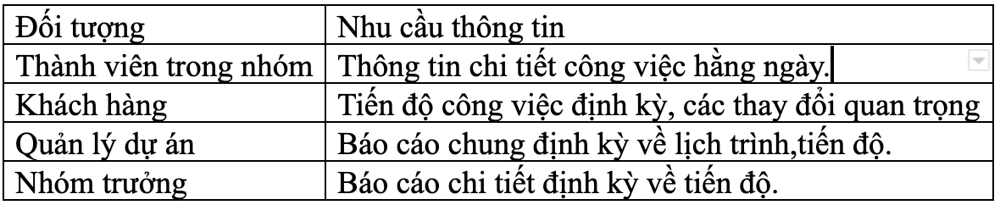 Đối tượng Nhu cầu thông tin
Thành viên trong nhóm Thông tin chi tiết công việc hằng ngày.
Khách hàng Tiến độ công việc định kỳ, các thay đổi quan trọng
Quản lý dự án Báo cáo chung định kỳ về lịch trình,tiến độ.
Nhóm trưởng Báo cáo chi tiết định kỳ về tiến độ.